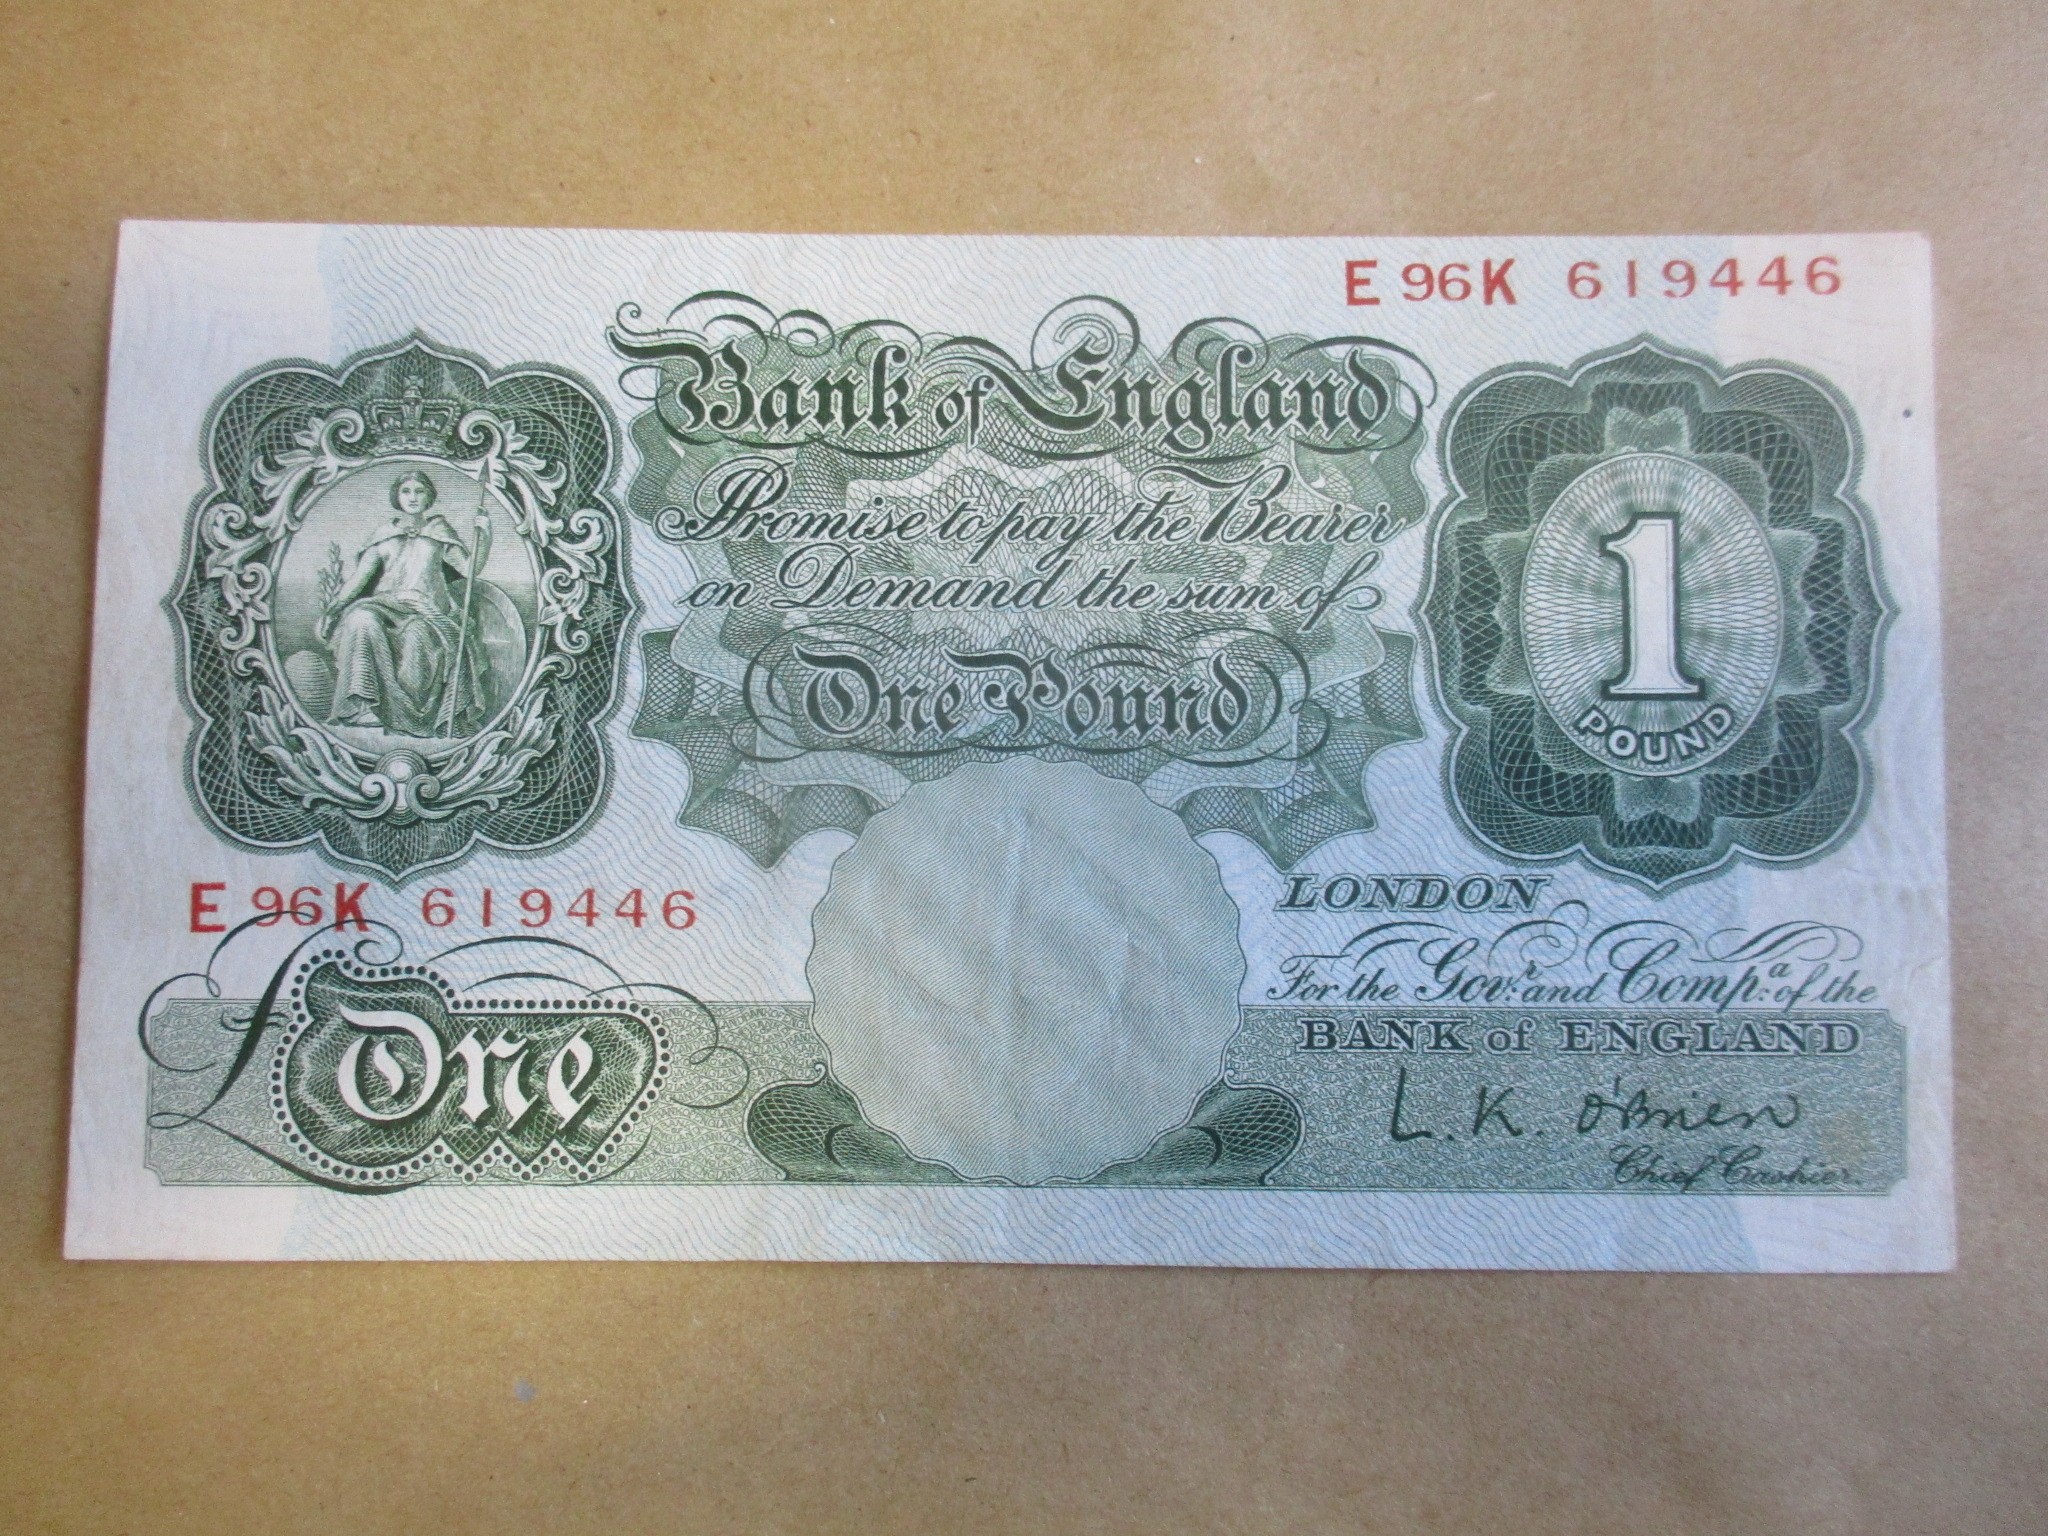 E 96K 619446
Bank of England
Promise to pay the Bearer
on Demand the sum of
One Pound
1
POUND
E 96K 619446
£ One
LONDON
For the Govr. and Compa. of the
BANK of ENGLAND
L. K. O'Brien
Chief Cashier.